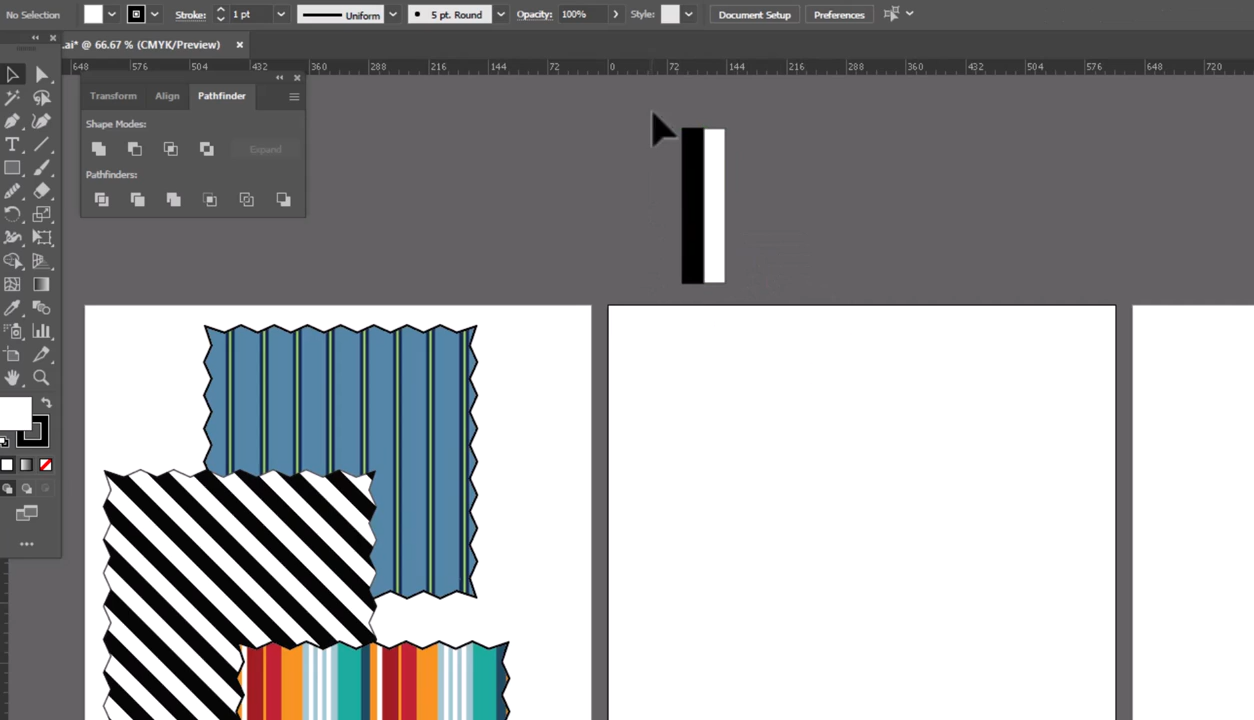 No Selection Stroke: 1 pt Uniform 5 pt. Round Opacity: 100% Style: Document Setup Preferences
.ai* @ 66.67 % (CMYK/Preview)
648 576 504 432 360 288 216 144 72 0 72 144 216 288 360 432 504 576 648 720
Transform Align Pathfinder
Shape Modes:
Expand
Pathfinders: